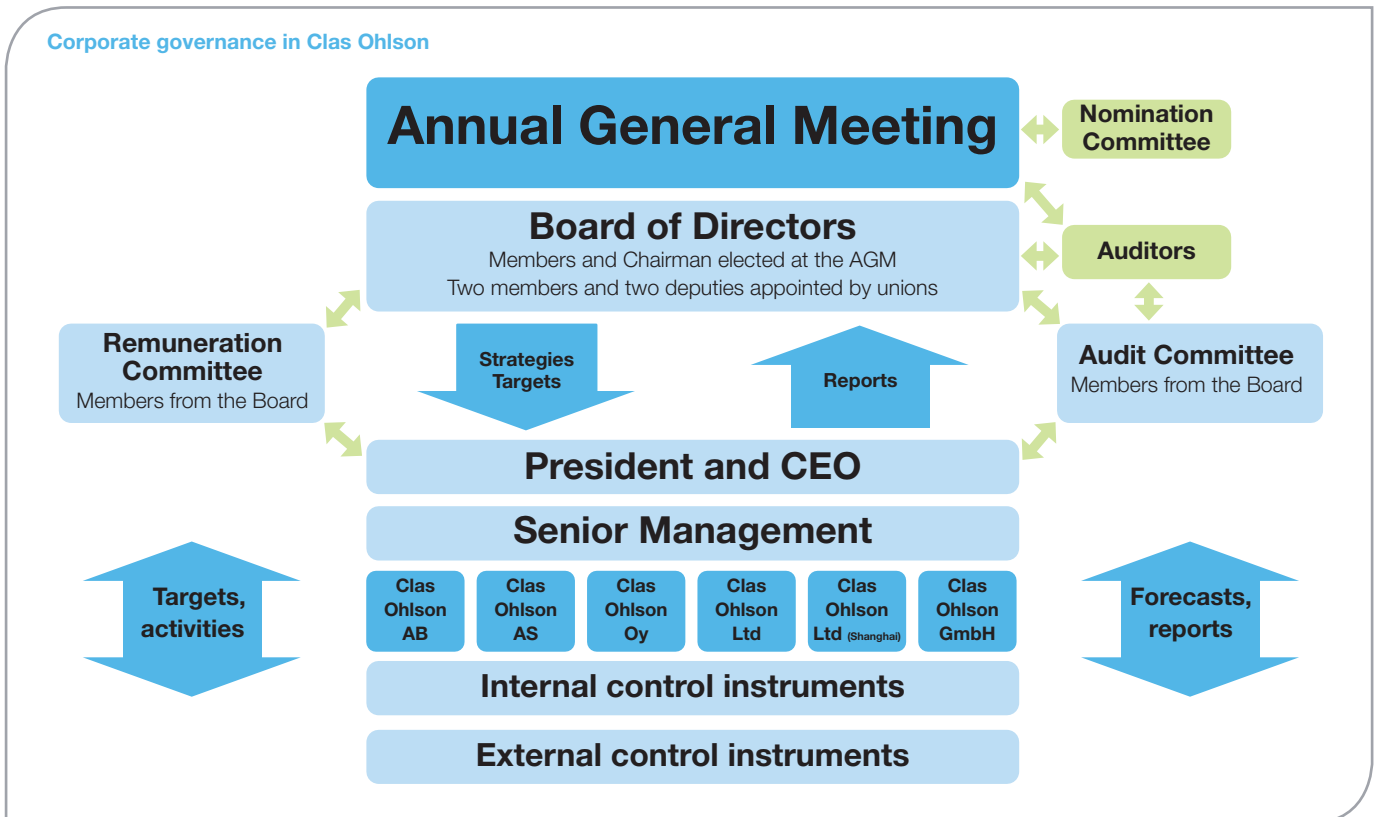 Corporate governance in Clas Ohlson
Annual General Meeting
Nomination
Committee
Board of Directors
Members and Chairman elected at the AGM
Two members and two deputies appointed by unions
Auditors
Remuneration
Committee
Members from the Board
Strategies
Targets
Reports
Audit Committee
Members from the Board
President and CEO
Senior Management
Targets,
activities
Clas
Ohlson
AB
Clas
Ohlson
AS
Clas
Ohlson
Oy
Clas
Ohlson
Ltd
Clas
Ohlson
Ltd (Shanghai)
Clas
Ohlson
GmbH
Forecasts,
reports
Internal control instruments
External control instruments